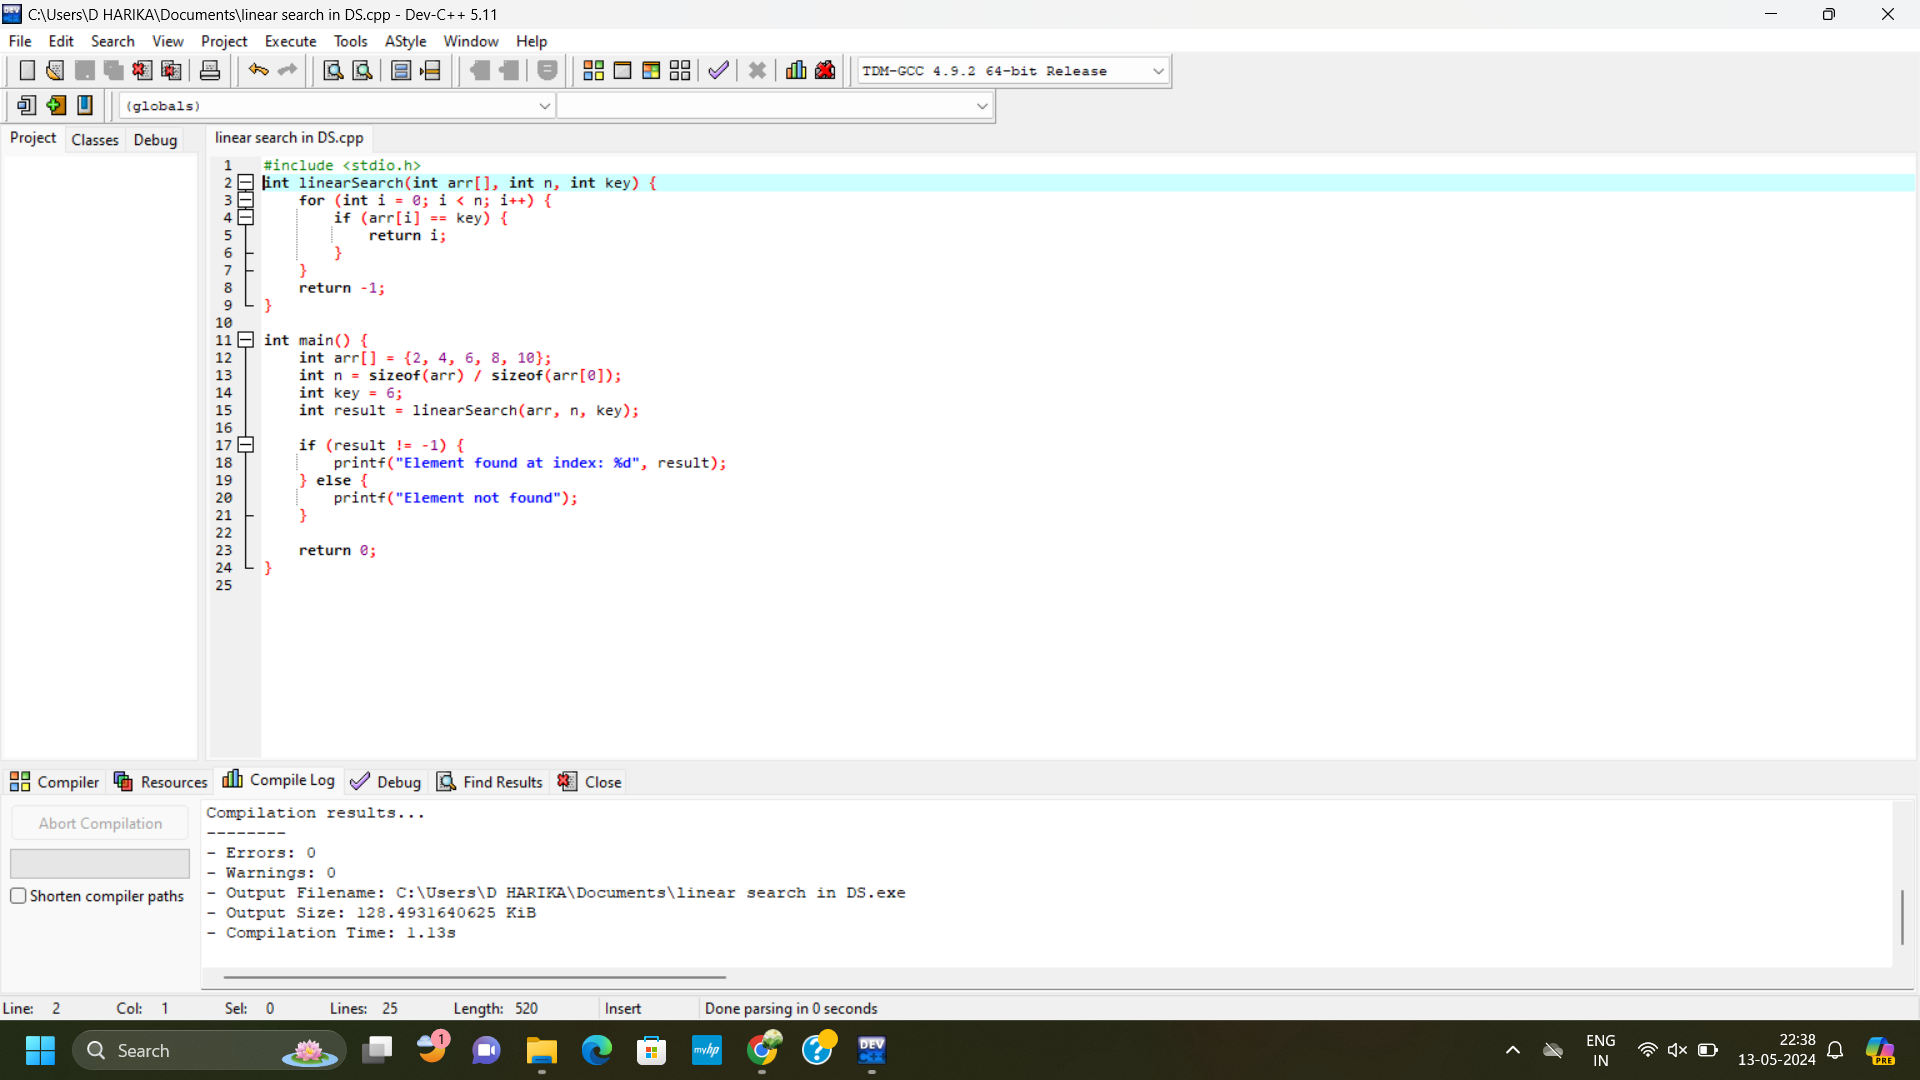 C:\Users\D HARIKA\Documents\linear search in DS.cpp - Dev-C++ 5.11
File Edit Search View Project Execute Tools AStyle Window Help
TDM-GCC 4.9.2 64-bit Release
(globals)
Project Classes Debug linear search in DS.cpp
1 #include <stdio.h>
2 int linearSearch(int arr[], int n, int key) {
3     for (int i = 0; i < n; i++) {
4         if (arr[i] == key) {
5             return i;
6         }
7     }
8     return -1;
9 }
10
11 int main() {
12     int arr[] = {2, 4, 6, 8, 10};
13     int n = sizeof(arr) / sizeof(arr[0]);
14     int key = 6;
15     int result = linearSearch(arr, n, key);
16
17     if (result != -1) {
18         printf("Element found at index: %d", result);
19     } else {
20         printf("Element not found");
21     }
22
23     return 0;
24 }
25
Compiler Resources Compile Log Debug Find Results Close
Abort Compilation
Shorten compiler paths
Compilation results...
--------
- Errors: 0
- Warnings: 0
- Output Filename: C:\Users\D HARIKA\Documents\linear search in DS.exe
- Output Size: 128.4931640625 KiB
- Compilation Time: 1.13s
Line: 2 Col: 1 Sel: 0 Lines: 25 Length: 520 Insert Done parsing in 0 seconds
Search
1
myhp
DEV
C++
ENG
IN
22:38
13-05-2024
PRE